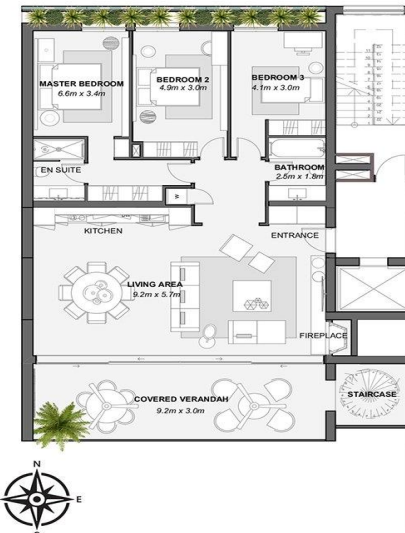 MASTER BEDROOM
6.6m x 3.4m
BEDROOM 2
4.9m x 3.0m
BEDROOM 3
4.1m x 3.0m
EN SUITE
BATHROOM
2.5m x 1.8m
W
KITCHEN
ENTRANCE
LIVING AREA
9.2m x 5.7m
FIREPLACE
COVERED VERANDAH
9.2m x 3.0m
STAIRCASE
N
E
S